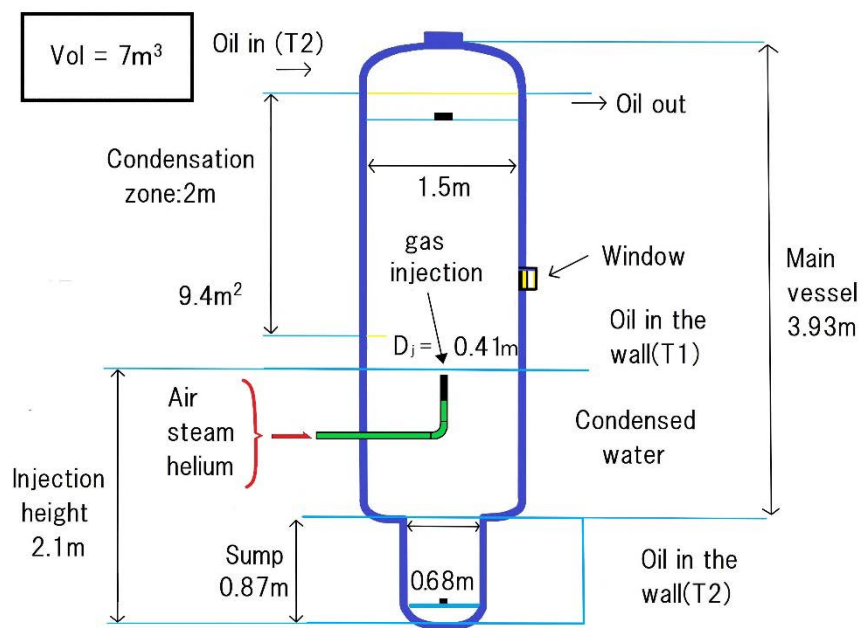 Vol = 7m³
Oil in (T2)
Oil out
Condensation
zone:2m
1.5m
gas
injection
Window
Main
vessel
3.93m
9.4m²
Dj = 0.41m
Oil in the
wall(T1)
Air
steam
helium
Condensed
water
Injection
height
2.1m
Sump
0.87m
0.68m
Oil in the
wall(T2)